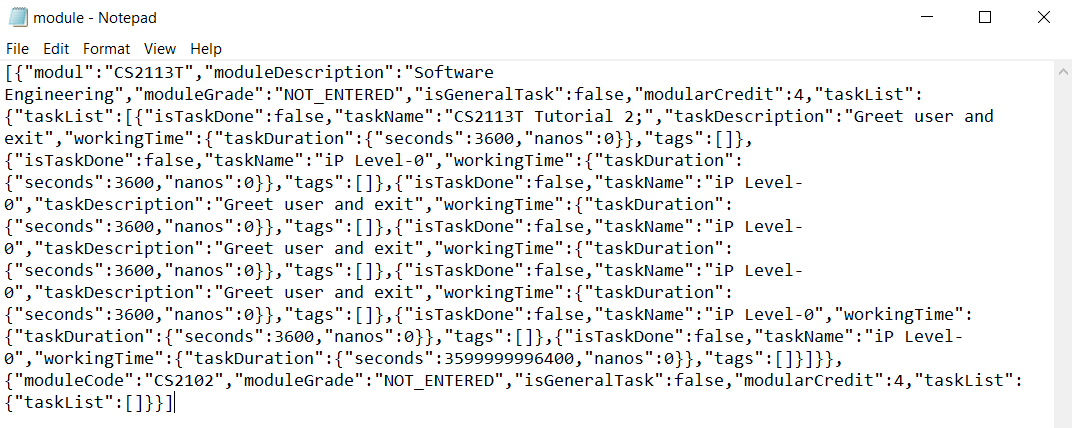 module - Notepad
File Edit Format View Help
[{"modul":"CS2113T","moduleDescription":"Software
Engineering","moduleGrade":"NOT_ENTERED","isGeneralTask":false,"modularCredit":4,"taskList":
{"taskList":[{"isTaskDone":false,"taskName":"CS2113T Tutorial 2;","taskDescription":"Greet user and
exit","workingTime":{"taskDuration":{"seconds":3600,"nanos":0}},"tags":[]},
{"isTaskDone":false,"taskName":"iP Level-0","workingTime":{"taskDuration":
{"seconds":3600,"nanos":0}},"tags":[]},{"isTaskDone":false,"taskName":"iP Level-
0","taskDescription":"Greet user and exit","workingTime":{"taskDuration":
{"seconds":3600,"nanos":0}},"tags":[]},{"isTaskDone":false,"taskName":"iP Level-
0","taskDescription":"Greet user and exit","workingTime":{"taskDuration":
{"seconds":3600,"nanos":0}},"tags":[]},{"isTaskDone":false,"taskName":"iP Level-
0","taskDescription":"Greet user and exit","workingTime":{"taskDuration":
{"seconds":3600,"nanos":0}},"tags":[]},{"isTaskDone":false,"taskName":"iP Level-0","workingTime":
{"taskDuration":{"seconds":3600,"nanos":0}},"tags":[]},{"isTaskDone":false,"taskName":"iP Level-
0","workingTime":{"taskDuration":{"seconds":3599999996400,"nanos":0}},"tags":[]}]}},
{"moduleCode":"CS2102","moduleGrade":"NOT_ENTERED","isGeneralTask":false,"modularCredit":4,"taskList":
{"taskList":[]}}]